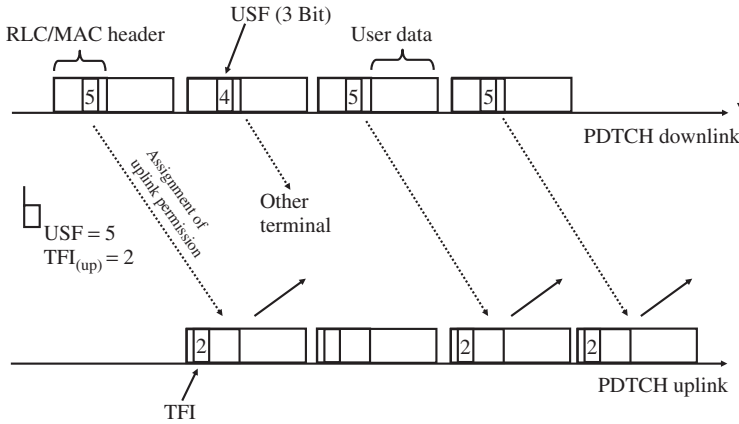 USF (3 Bit)
RLC/MAC header
User data
5
4
5
5
PDTCH downlink
Assignment of
uplink permission
Other
terminal
USF = 5
TFI(up) = 2
2
2
2
PDTCH uplink
TFI